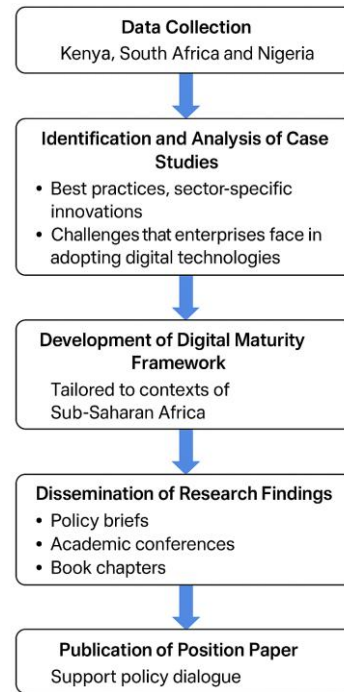 Data Collection
Kenya, South Africa and Nigeria
Identification and Analysis of Case
Studies
• Best practices, sector-specific
innovations
• Challenges that enterprises face in
adopting digital technologies
Development of Digital Maturity
Framework
Tailored to contexts of
Sub-Saharan Africa
Dissemination of Research Findings
• Policy briefs
• Academic conferences
• Book chapters
Publication of Position Paper
Support policy dialogue